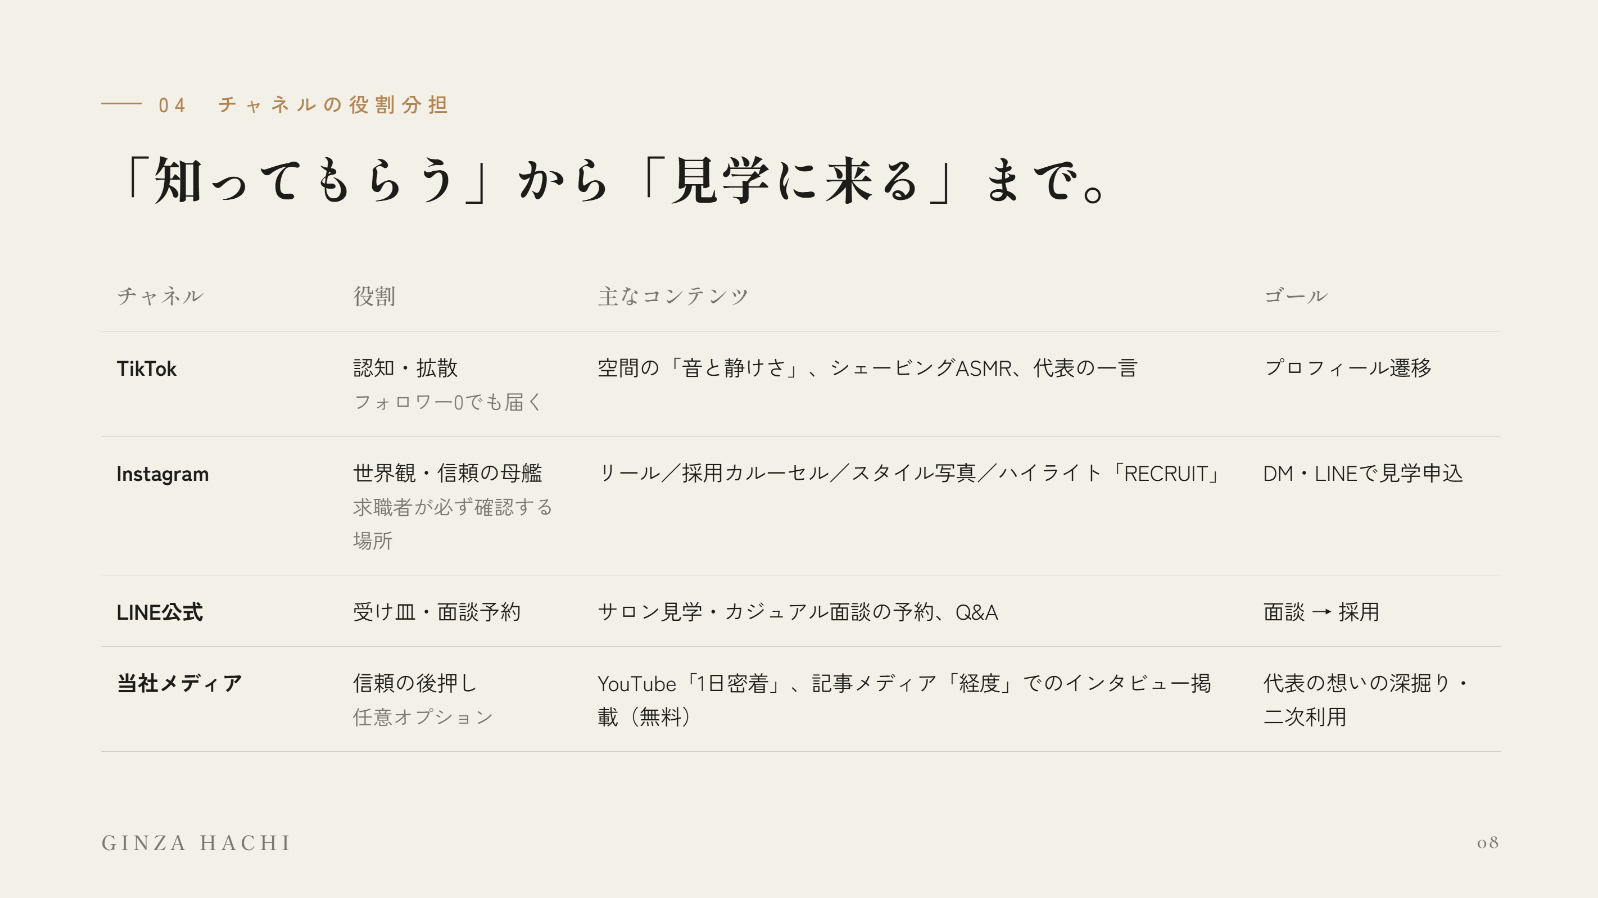 04 チャネルの役割分担
「知ってもらう」から「見学に来る」まで。
チャネル 役割 主なコンテンツ ゴール
TikTok 認知・拡散 空間の「音と静けさ」、シェービングASMR、代表の一言 プロフィール遷移
フォロワー0でも届く
Instagram 世界観・信頼の母艦 リール／採用カルーセル／スタイル写真／ハイライト「RECRUIT」 DM・LINEで見学申込
求職者が必ず確認する
場所
LINE公式 受け皿・面談予約 サロン見学・カジュアル面談の予約、Q&A 面談 → 採用
当社メディア 信頼の後押し YouTube「1日密着」、記事メディア「経度」でのインタビュー掲 代表の想いの深掘り・
任意オプション 載（無料） 二次利用
GINZA HACHI 08